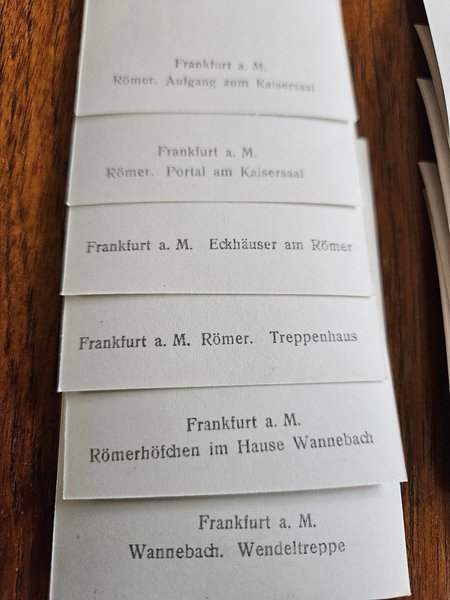 Frankfurt a. M.
Römer. Aufgang zum Kaisersaal
Frankfurt a. M.
Römer. Portal am Kaisersaal
Frankfurt a. M. Eckhäuser am Römer
Frankfurt a. M. Römer. Treppenhaus
Frankfurt a. M.
Römerhöfchen im Hause Wannebach
Frankfurt a. M.
Wannebach. Wendeltreppe